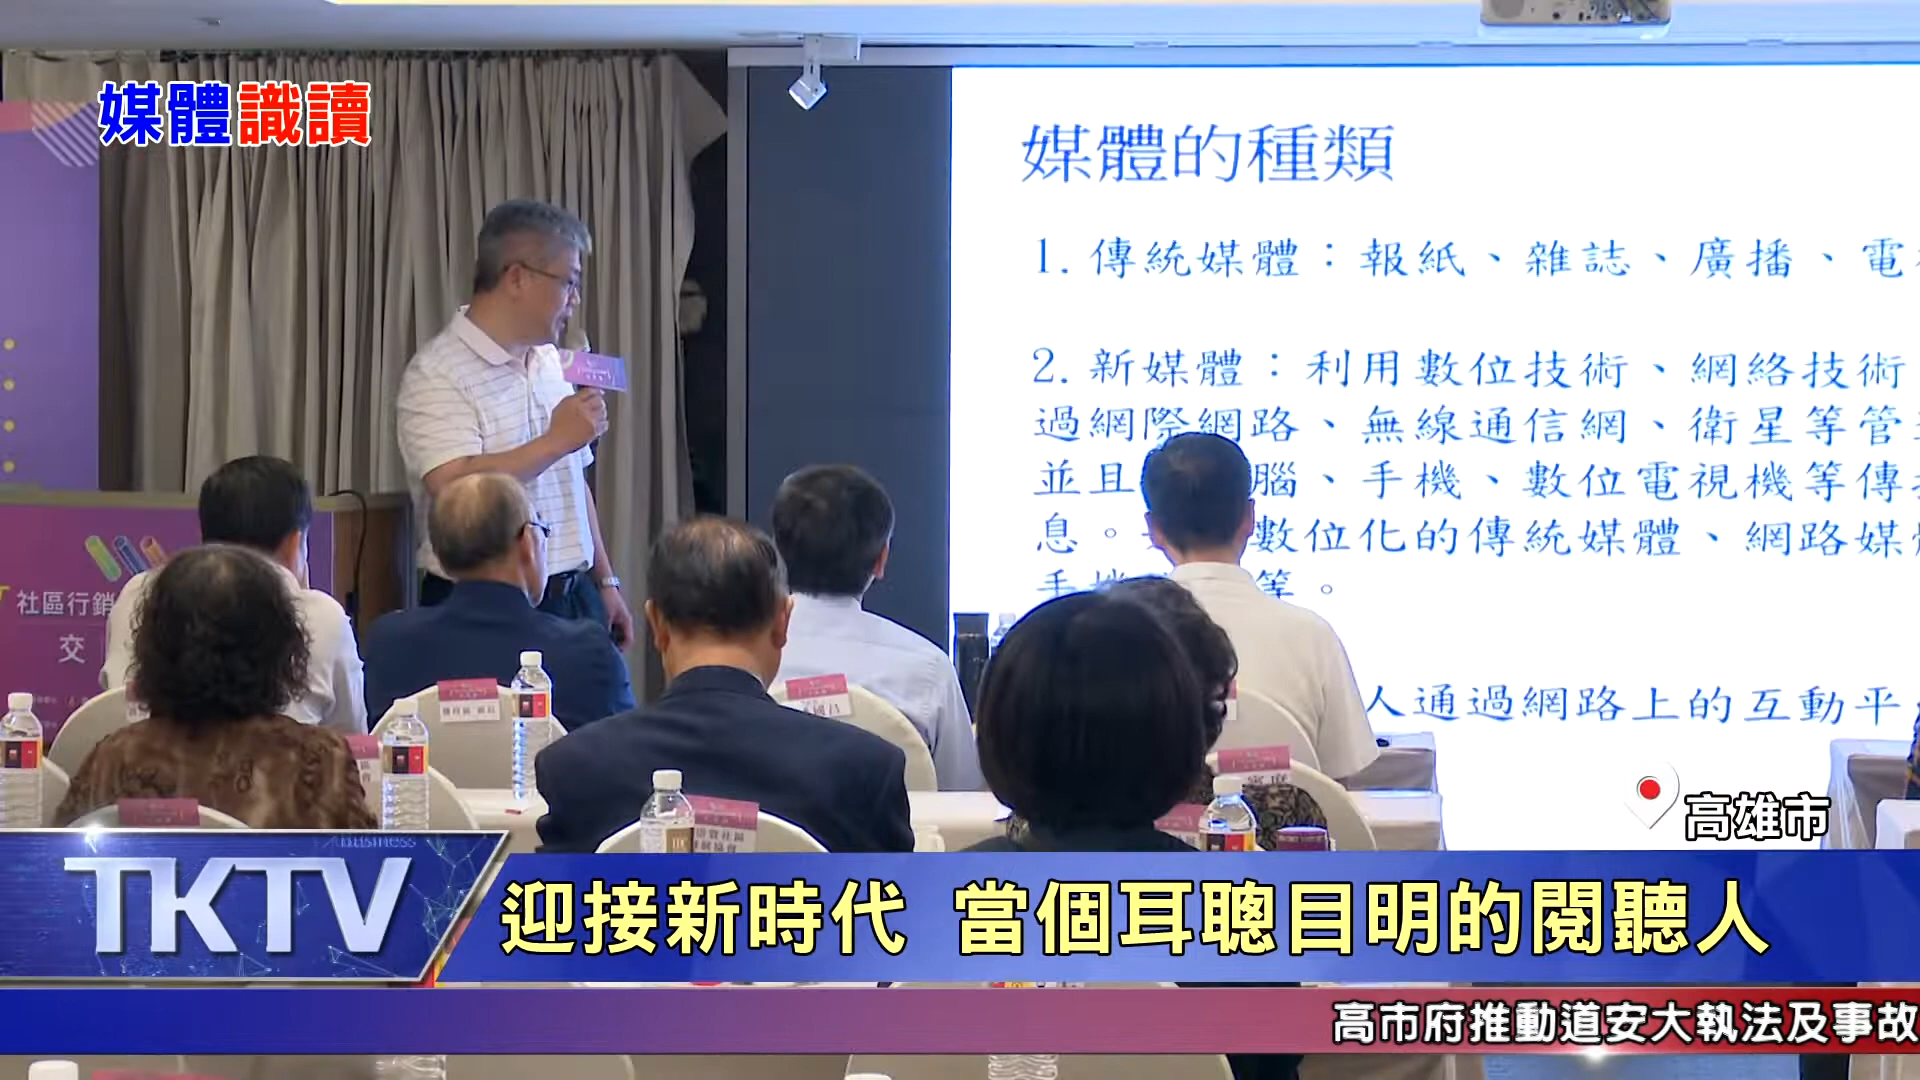 媒體識讀
媒體的種類
1. 傳統媒體：報紙、雜誌、廣播、電
2. 新媒體：利用數位技術、網絡技術
過網際網路、無線通信網、衛星等管
並且 腦、手機、數位電視機等傳
息。 數位化的傳統媒體、網路媒
手機 等。
人通過網路上的互動平
社區行銷
交
高雄市
BUSINESS
TKTV
迎接新時代 當個耳聰目明的閱聽人
高市府推動道安大執法及事故